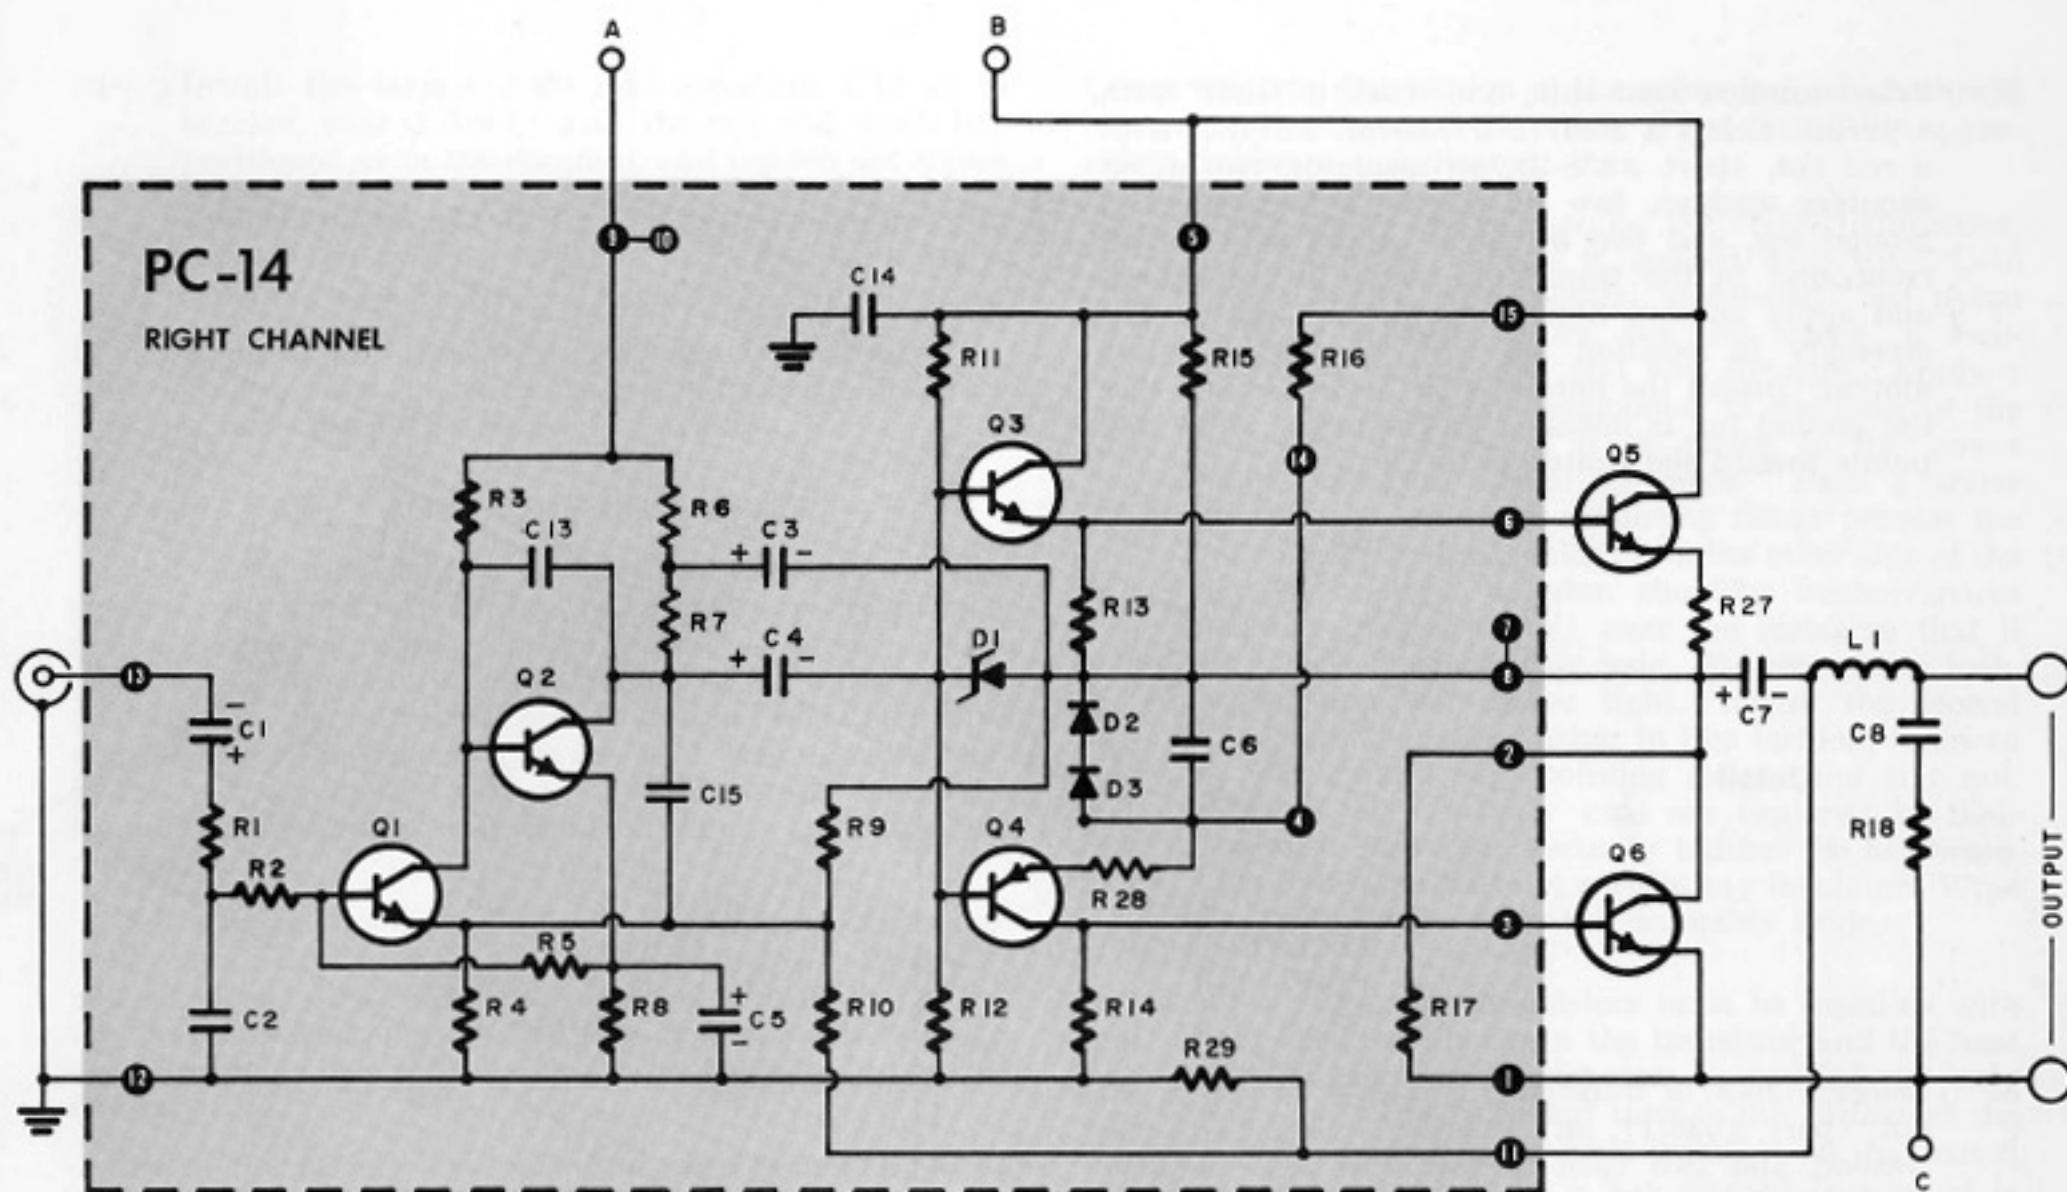 A
B
PC-14
RIGHT CHANNEL
9 10
5
C14
15
R11
R15
R16
Q3
14
Q5
R3
R6
C13
C3
+ -
6
R13
R27
R7
C4
+ -
D1
7
L1
13
Q2
8
+ -
C7
-
C1
+
D2
C6
C8
2
D3
C15
R1
Q1
R9
Q4
4
R18
R2
R28
Q6
OUTPUT
3
R5
C2
R4
R8
+
C5
-
R10
R12
R14
R17
R29
12
1
11
C